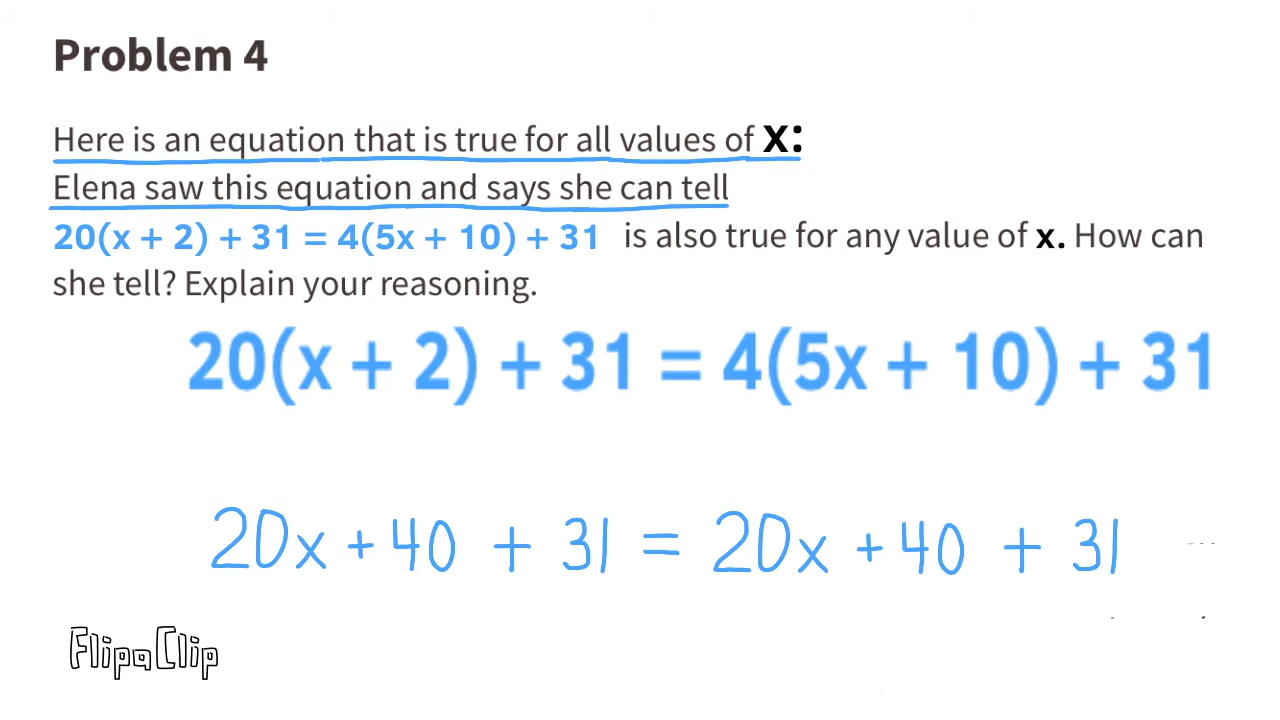 Problem 4
Here is an equation that is true for all values of x:
Elena saw this equation and says she can tell
20(x + 2) + 31 = 4(5x + 10) + 31 is also true for any value of x. How can
she tell? Explain your reasoning.
20(x + 2) + 31 = 4(5x + 10) + 31
20x + 40 + 31 = 20x + 40 + 31
FlipaClip